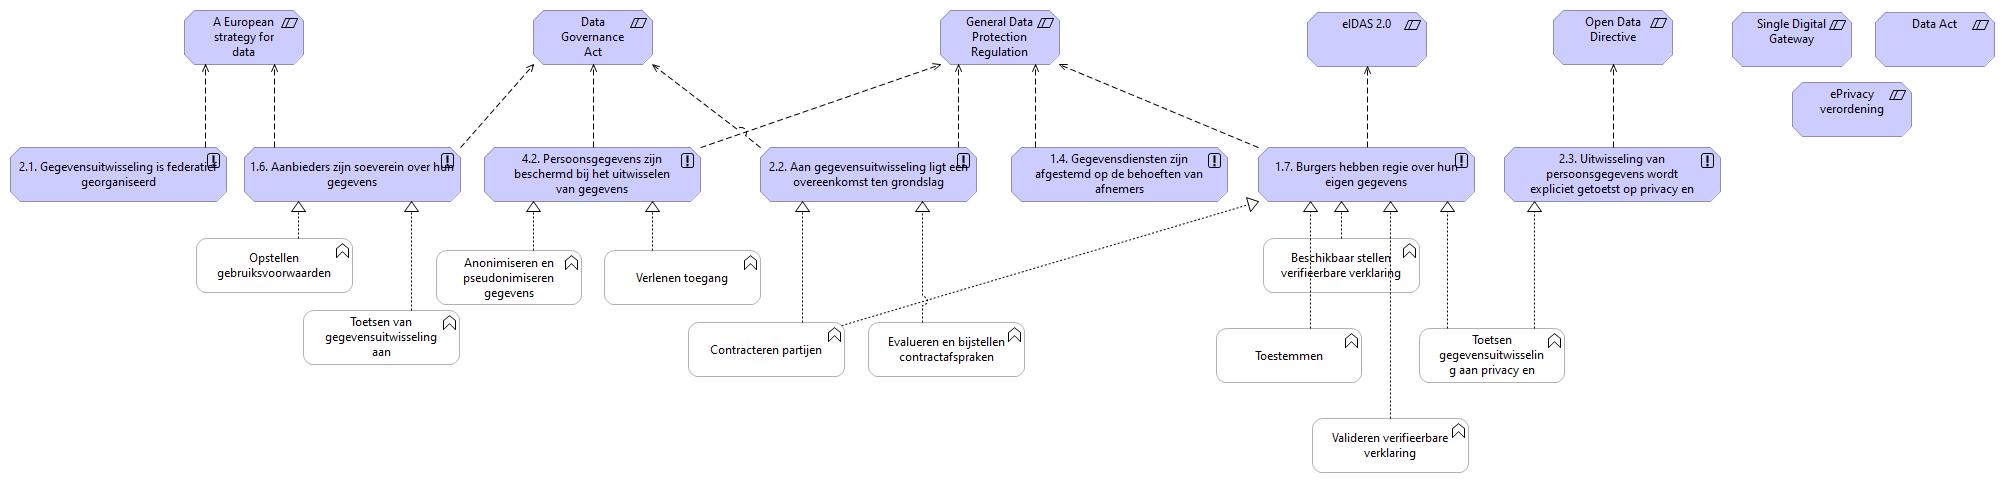 A European
strategy for
data
Data
Governance
Act
General Data
Protection
Regulation
eIDAS 2.0
Open Data
Directive
Single Digital
Gateway
Data Act
ePrivacy
verordening
2.1. Gegevensuitwisseling is federatief
georganiseerd
1.6. Aanbieders zijn soeverein over hun
gegevens
4.2. Persoonsgegevens zijn
beschermd bij het uitwisselen
van gegevens
2.2. Aan gegevensuitwisseling ligt een
overeenkomst ten grondslag
1.4. Gegevensdiensten zijn
afgestemd op de behoeften van
afnemers
1.7. Burgers hebben regie over hun
eigen gegevens
2.3. Uitwisseling van
persoonsgegevens wordt
expliciet getoetst op privacy en
Opstellen
gebruiksvoorwaarden
Anonimiseren en
pseudonimiseren
gegevens
Verlenen toegang
Beschikbaar stellen
verifieerbare verklaring
Toetsen van
gegevensuitwisseling
aan
Contracteren partijen
Evalueren en bijstellen
contractafspraken
Toestemmen
Toetsen
gegevensuitwisselin
g aan privacy en
Valideren verifieerbare
verklaring